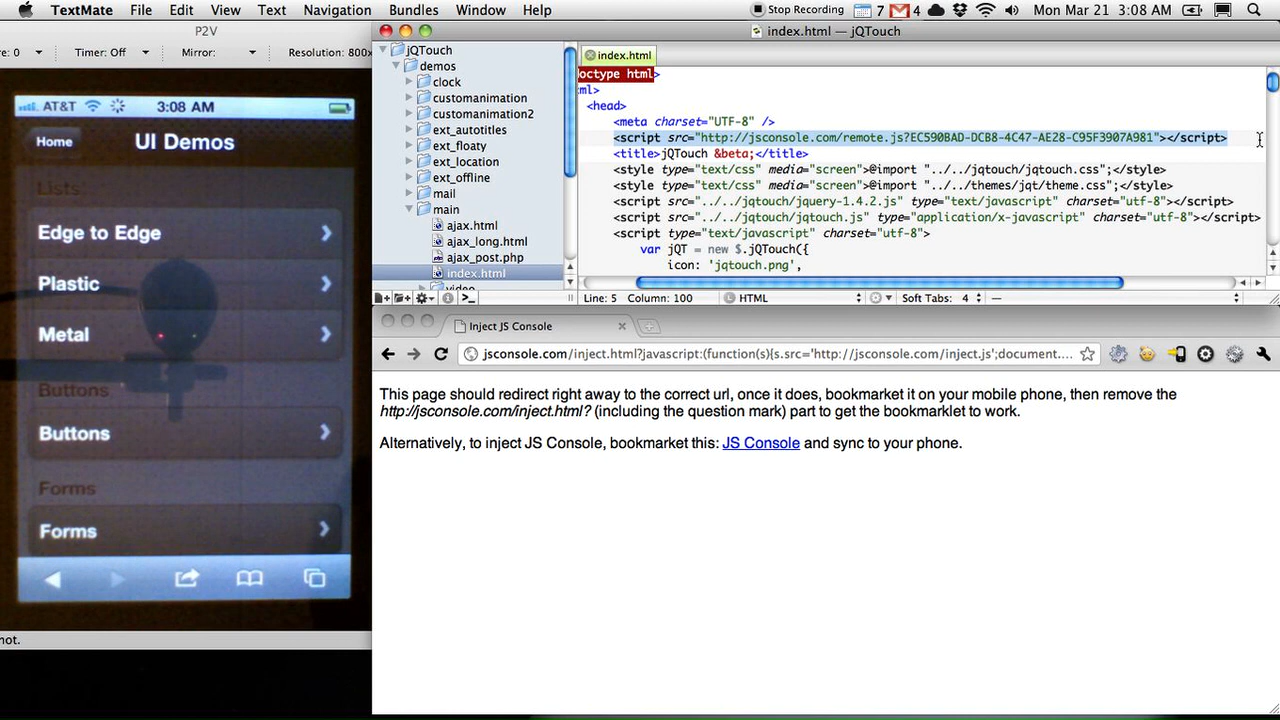 TextMate File Edit View Text Navigation Bundles Window Help Stop Recording 7 4 Mon Mar 21 3:08 AM
P2V
re: 0 Timer: Off Mirror: Resolution: 800x
AT&T 3:08 AM
Home UI Demos
Lists
Edge to Edge
Plastic
Metal
Buttons
Buttons
Forms
Forms
not.
index.html — jQTouch
jQTouch
demos
clock
customanimation
customanimation2
ext_autotitles
ext_floaty
ext_location
ext_offline
mail
main
ajax.html
ajax_long.html
ajax_post.php
index.html
video
index.html
octype html>
ml>
<head>
<meta charset="UTF-8" />
<script src="http://jsconsole.com/remote.js?EC590BAD-DCB8-4C47-AE28-C95F3907A981"></script>
<title>jQTouch &beta;</title>
<style type="text/css" media="screen">@import "../../jqtouch/jqtouch.css";</style>
<style type="text/css" media="screen">@import "../../themes/jqt/theme.css";</style>
<script src="../../jqtouch/jquery-1.4.2.js" type="text/javascript" charset="utf-8"></script>
<script src="../../jqtouch/jqtouch.js" type="application/x-javascript" charset="utf-8"></script>
<script type="text/javascript" charset="utf-8">
var jQT = new $.jQTouch({
icon: 'jqtouch.png',
Line: 5 Column: 100 HTML Soft Tabs: 4 —
Inject JS Console
jsconsole.com/inject.html?javascript:(function(s){s.src='http://jsconsole.com/inject.js';document....
This page should redirect right away to the correct url, once it does, bookmarket it on your mobile phone, then remove the
http://jsconsole.com/inject.html? (including the question mark) part to get the bookmarklet to work.
Alternatively, to inject JS Console, bookmarket this: JS Console and sync to your phone.